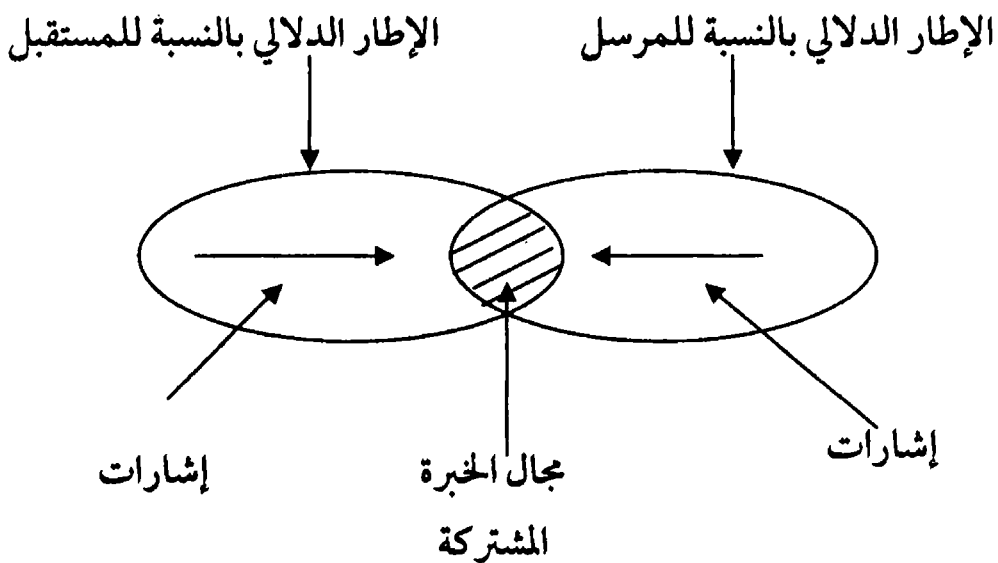 الإطار الدلالي بالنسبة للمرسل
الإطار الدلالي بالنسبة للمستقبل
إشارات
مجال الخبرة
المشتركة
إشارات